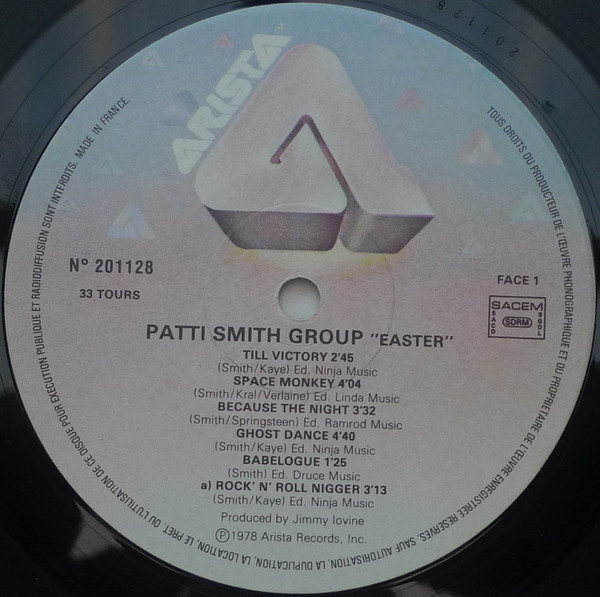 201128
ARISTA
TOUS DROITS DU PRODUCTEUR DE L'ŒUVRE PHONOGRAPHIQUE ET DU PROPRIETAIRE DE L'ŒUVRE ENREGISTREE RESERVES. SAUF AUTORISATION, LA DUPLICATION, LA LOCATION, LE PRET, OU L'UTILISATION DE CE DISQUE POUR EXECUTION PUBLIQUE ET RADIODIFFUSION SONT INTERDITS. MADE IN FRANCE.
N° 201128
33 TOURS
FACE 1
SACEM
SACD
SDRM
SGDL
PATTI SMITH GROUP "EASTER"
TILL VICTORY 2'45
(Smith/Kaye) Ed. Ninja Music
SPACE MONKEY 4'04
(Smith/Kral/Verlaine) Ed. Linda Music
BECAUSE THE NIGHT 3'32
(Smith/Springsteen) Ed. Ramrod Music
GHOST DANCE 4'40
(Smith/Kaye) Ed. Ninja Music
BABELOGUE 1'25
(Smith) Ed. Druce Music
a) ROCK' N' ROLL NIGGER 3'13
(Smith/Kaye) Ed. Ninja Music
Produced by Jimmy Iovine
℗ 1978 Arista Records, Inc.